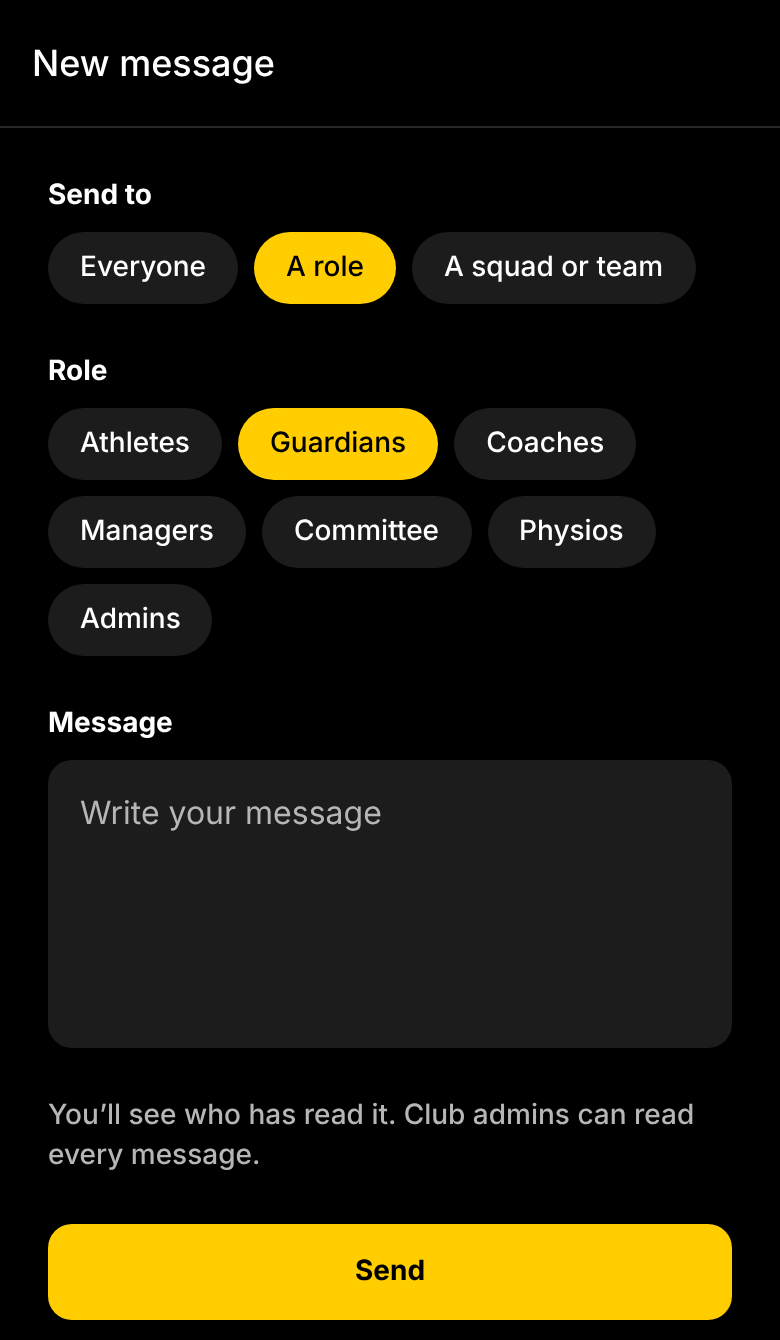 New message
Send to
Everyone A role A squad or team
Role
Athletes Guardians Coaches
Managers Committee Physios
Admins
Message
Write your message
You’ll see who has read it. Club admins can read
every message.
Send